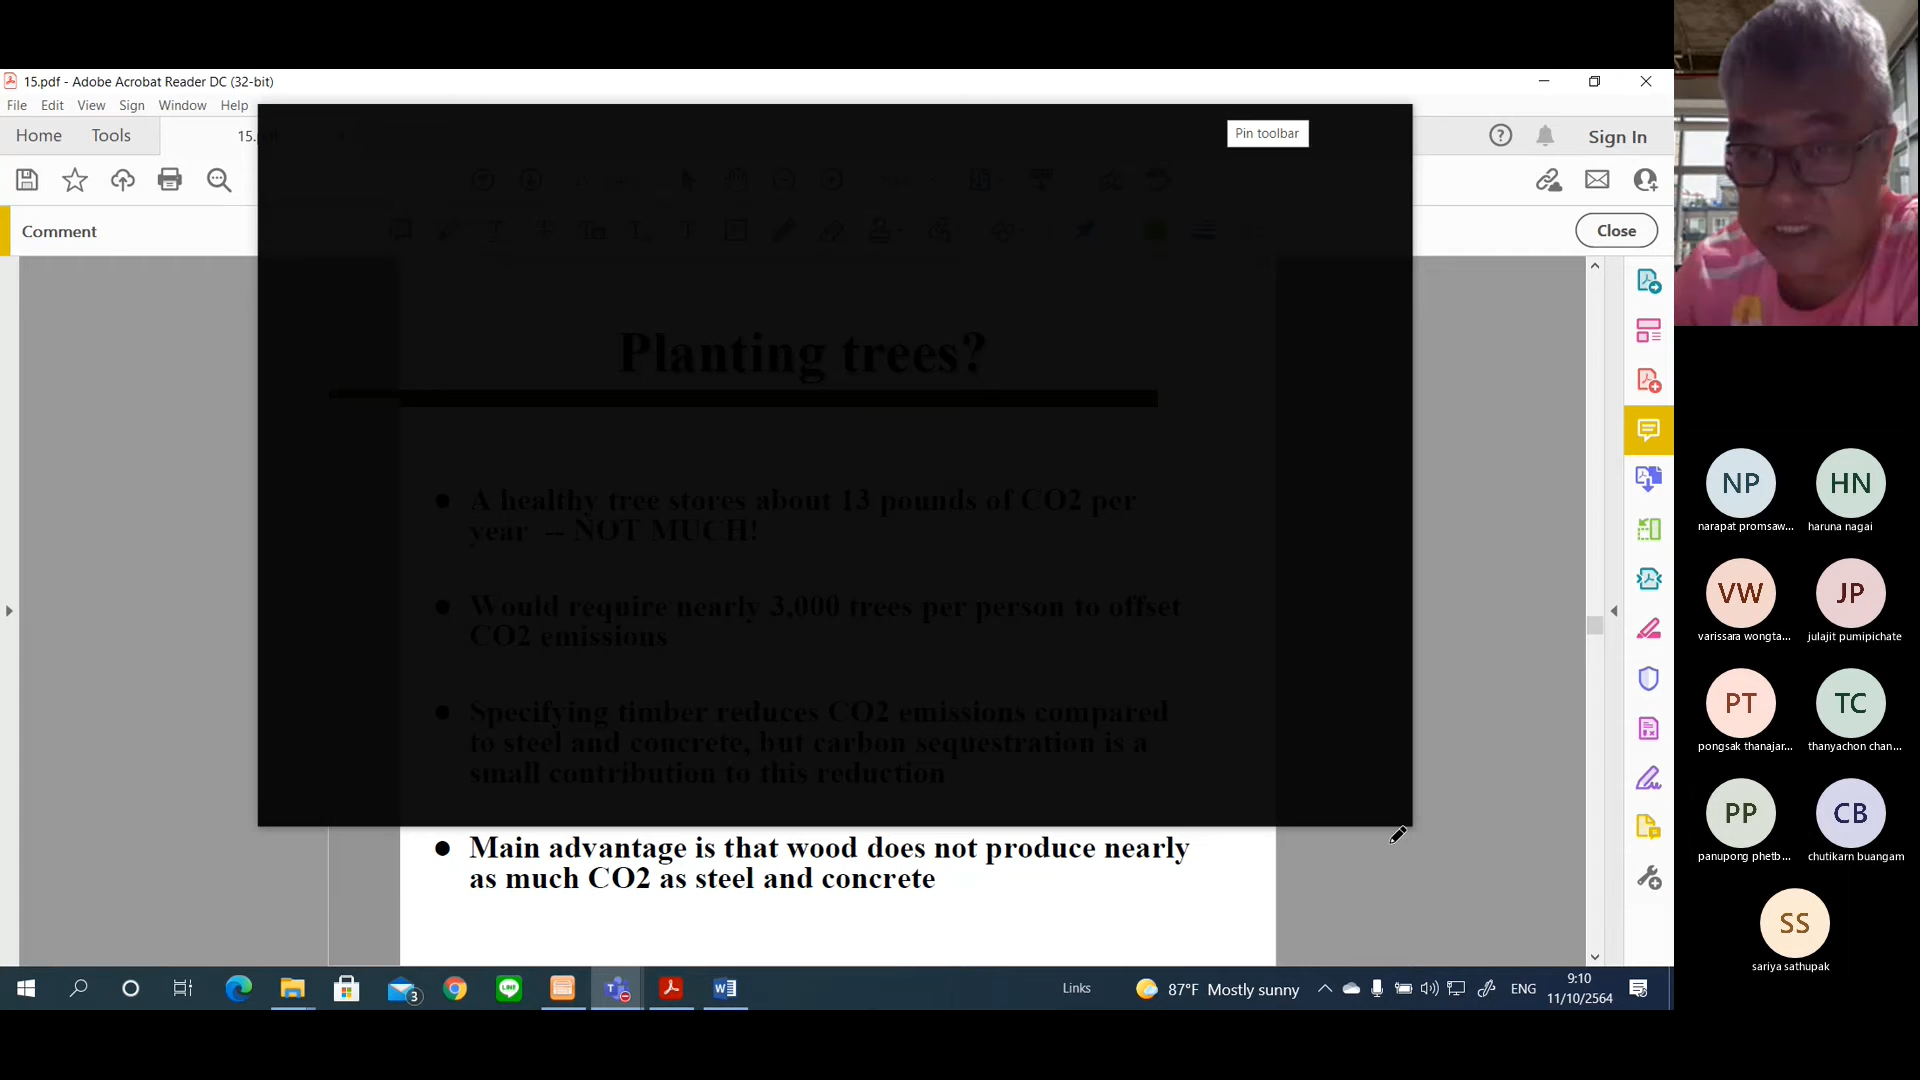 15.pdf - Adobe Acrobat Reader DC (32-bit)
File Edit View Sign Window Help
Home Tools
Pin toolbar
Sign In
Comment
Close
Planting trees?
● A healthy tree stores about 13 pounds of CO2 per
year -- NOT MUCH!
● Would require nearly 3,000 trees per person to offset
CO2 emissions
● Specifying timber reduces CO2 emissions compared
to steel and concrete, but carbon sequestration is a
small contribution to this reduction
● Main advantage is that wood does not produce nearly
as much CO2 as steel and concrete
NP
narapat promsaw...
HN
haruna nagai
VW
varissara wongta...
JP
julajit pumipichate
PT
pongsak thanajar...
TC
thanyachon chan...
PP
panupong phetb...
CB
chutikarn buangam
SS
sariya sathupak
3
Links
87°F Mostly sunny
ENG
9:10
11/10/2564